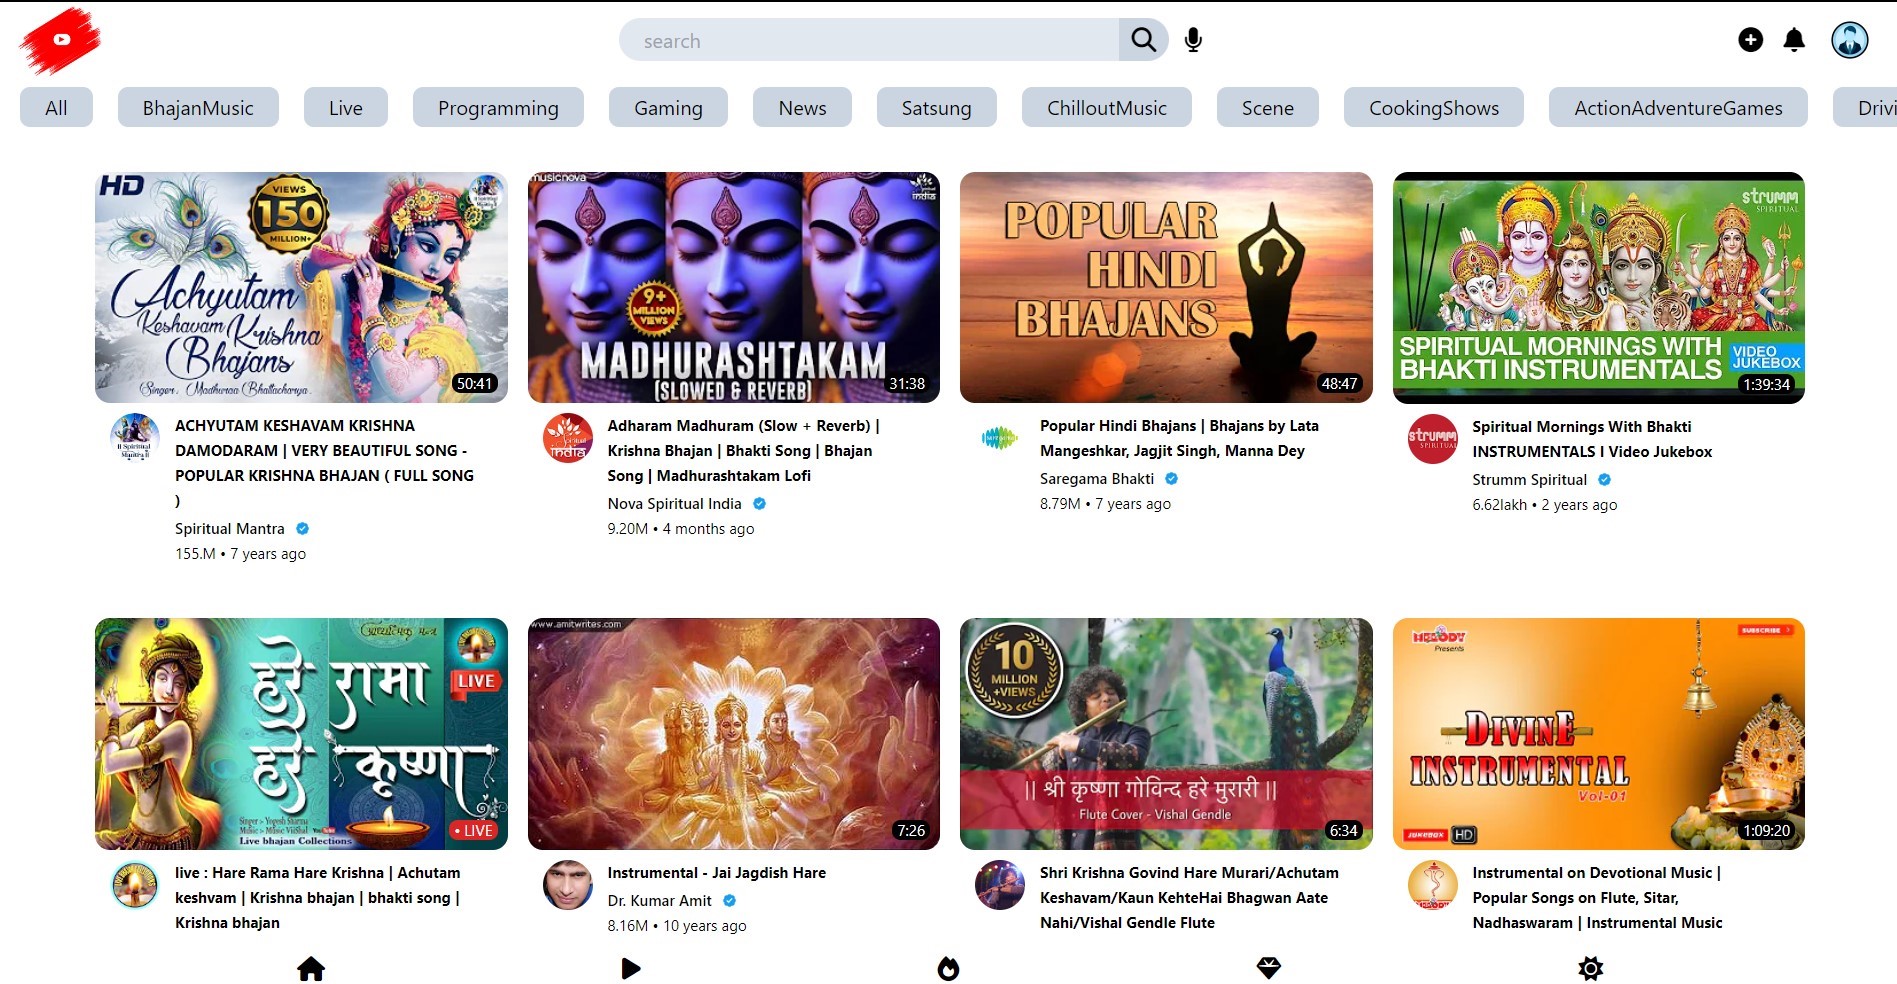 search
All
BhajanMusic
Live
Programming
Gaming
News
Satsung
ChilloutMusic
Scene
CookingShows
ActionAdventureGames
Drivi
HD
VIEWS
150
MILLION+
Achyutam
Keshavam Krishna
Bhajans
Singer: Madhuraa Bhattacharya
50:41
musicnova
india
9+
MILLION
VIEWS
MADHURASHTAKAM
(SLOWED & REVERB)
31:38
POPULAR
HINDI
BHAJANS
48:47
strumm
SPIRITUAL
SPIRITUAL MORNINGS WITH
BHAKTI INSTRUMENTALS
VIDEO
JUKEBOX
1:39:34
ACHYUTAM KESHAVAM KRISHNA
DAMODARAM | VERY BEAUTIFUL SONG -
POPULAR KRISHNA BHAJAN ( FULL SONG
)
Spiritual Mantra
155.M • 7 years ago
Adharam Madhuram (Slow + Reverb) |
Krishna Bhajan | Bhakti Song | Bhajan
Song | Madhurashtakam Lofi
Nova Spiritual India
9.20M • 4 months ago
Popular Hindi Bhajans | Bhajans by Lata
Mangeshkar, Jagjit Singh, Manna Dey
Saregama Bhakti
8.79M • 7 years ago
strumm
SPIRITUAL
Spiritual Mornings With Bhakti
INSTRUMENTALS I Video Jukebox
Strumm Spiritual
6.62lakh • 2 years ago
हरे रामा
हरे कृष्णा
LIVE
Live bhajan Collections
• LIVE
www.amitwrites.com
7:26
10
MILLION
+VIEWS
|| श्री कृष्णा गोविन्द हरे मुरारी ||
Flute Cover - Vishal Gendle
6:34
MELODY
Presents
SUBSCRIBE
DIVINE
INSTRUMENTAL
Vol-01
JUKEBOX HD
1:09:20
live : Hare Rama Hare Krishna | Achutam
keshvam | Krishna bhajan | bhakti song |
Krishna bhajan
Instrumental - Jai Jagdish Hare
Dr. Kumar Amit
8.16M • 10 years ago
Shri Krishna Govind Hare Murari/Achutam
Keshavam/Kaun KehteHai Bhagwan Aate
Nahi/Vishal Gendle Flute
Instrumental on Devotional Music |
Popular Songs on Flute, Sitar,
Nadhaswaram | Instrumental Music